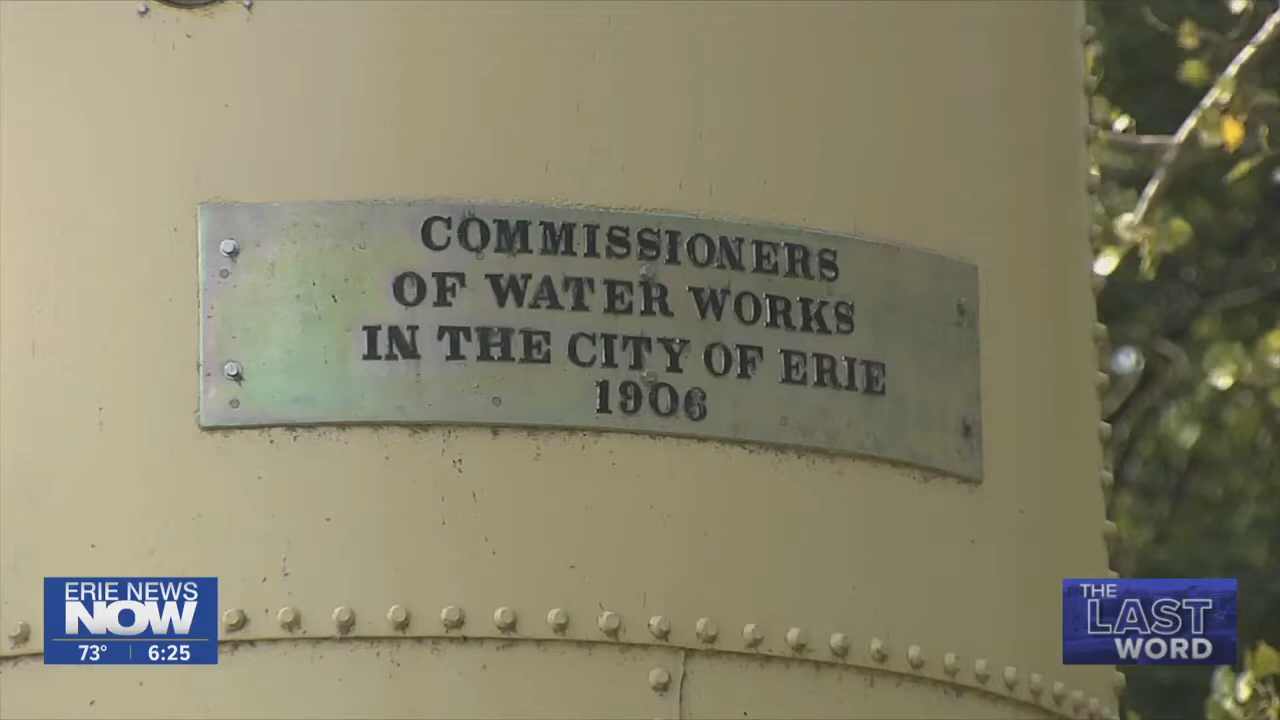 COMMISSIONERS
OF WATER WORKS
IN THE CITY OF ERIE
1906
ERIE NEWS
NOW
73° 6:25
THE
LAST
WORD